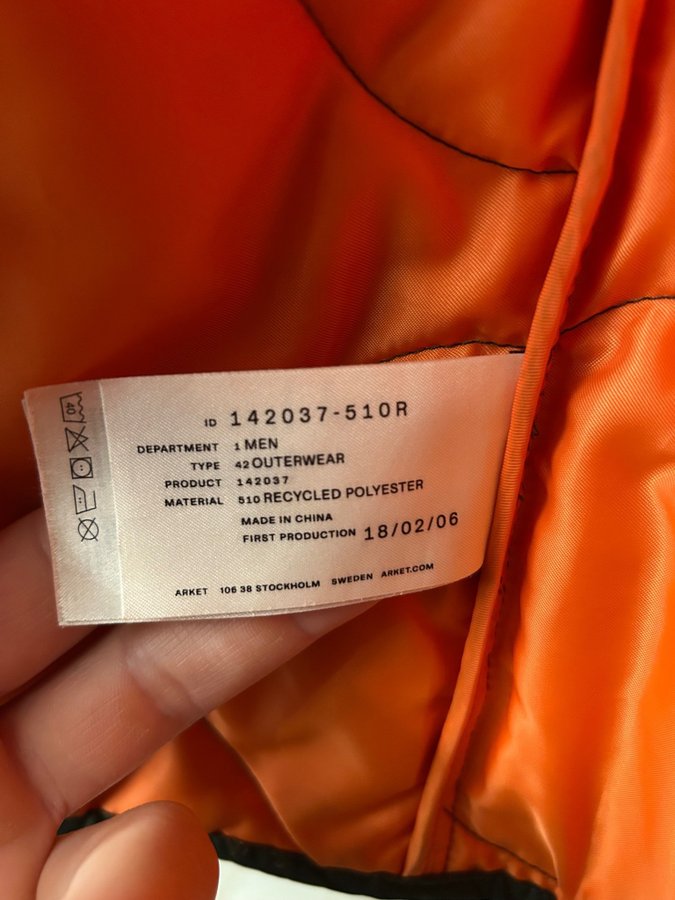 ID 142037-510R
DEPARTMENT 1 MEN
TYPE 42 OUTERWEAR
PRODUCT 142037
MATERIAL 510 RECYCLED POLYESTER
MADE IN CHINA
FIRST PRODUCTION 18/02/06
ARKET 106 38 STOCKHOLM SWEDEN ARKET.COM
40